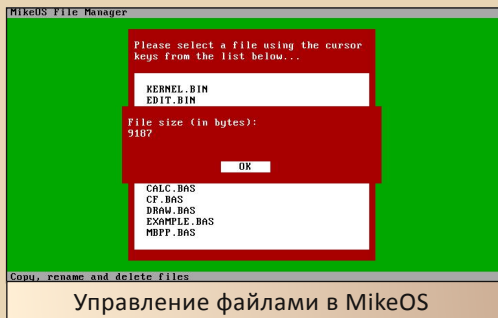 MikeOS File Manager
Please select a file using the cursor
keys from the list below...
KERNEL.BIN
EDIT.BIN
File size (in bytes):
9187
OK
CALC.BAS
CF.BAS
DRAW.BAS
EXAMPLE.BAS
MBPP.BAS
Copy, rename and delete files
Управление файлами в MikeOS